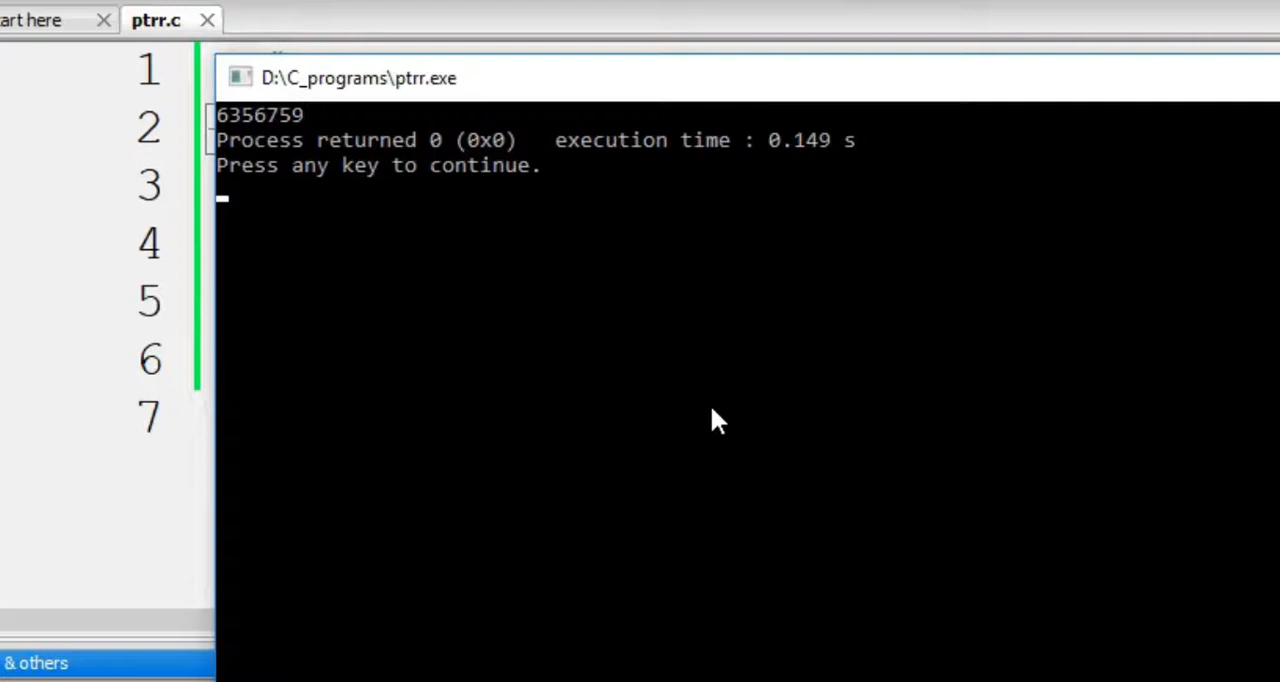 art here
ptrr.c
1
2
3
4
5
6
7
D:\C_programs\ptrr.exe
6356759
Process returned 0 (0x0)   execution time : 0.149 s
Press any key to continue.
& others